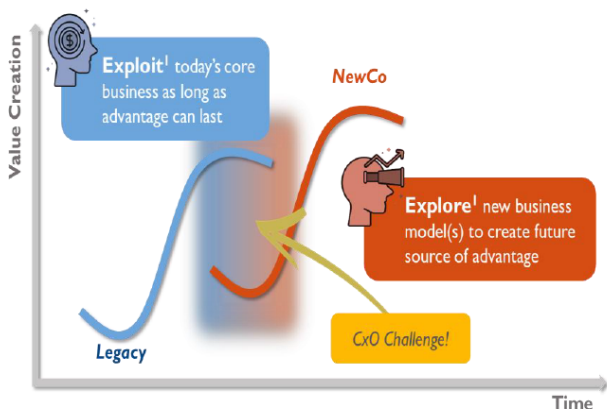 Value Creation
Exploit¹ today's core
business as long as
advantage can last
NewCo
Explore¹ new business
model(s) to create future
source of advantage
CxO Challenge!
Legacy
Time
$